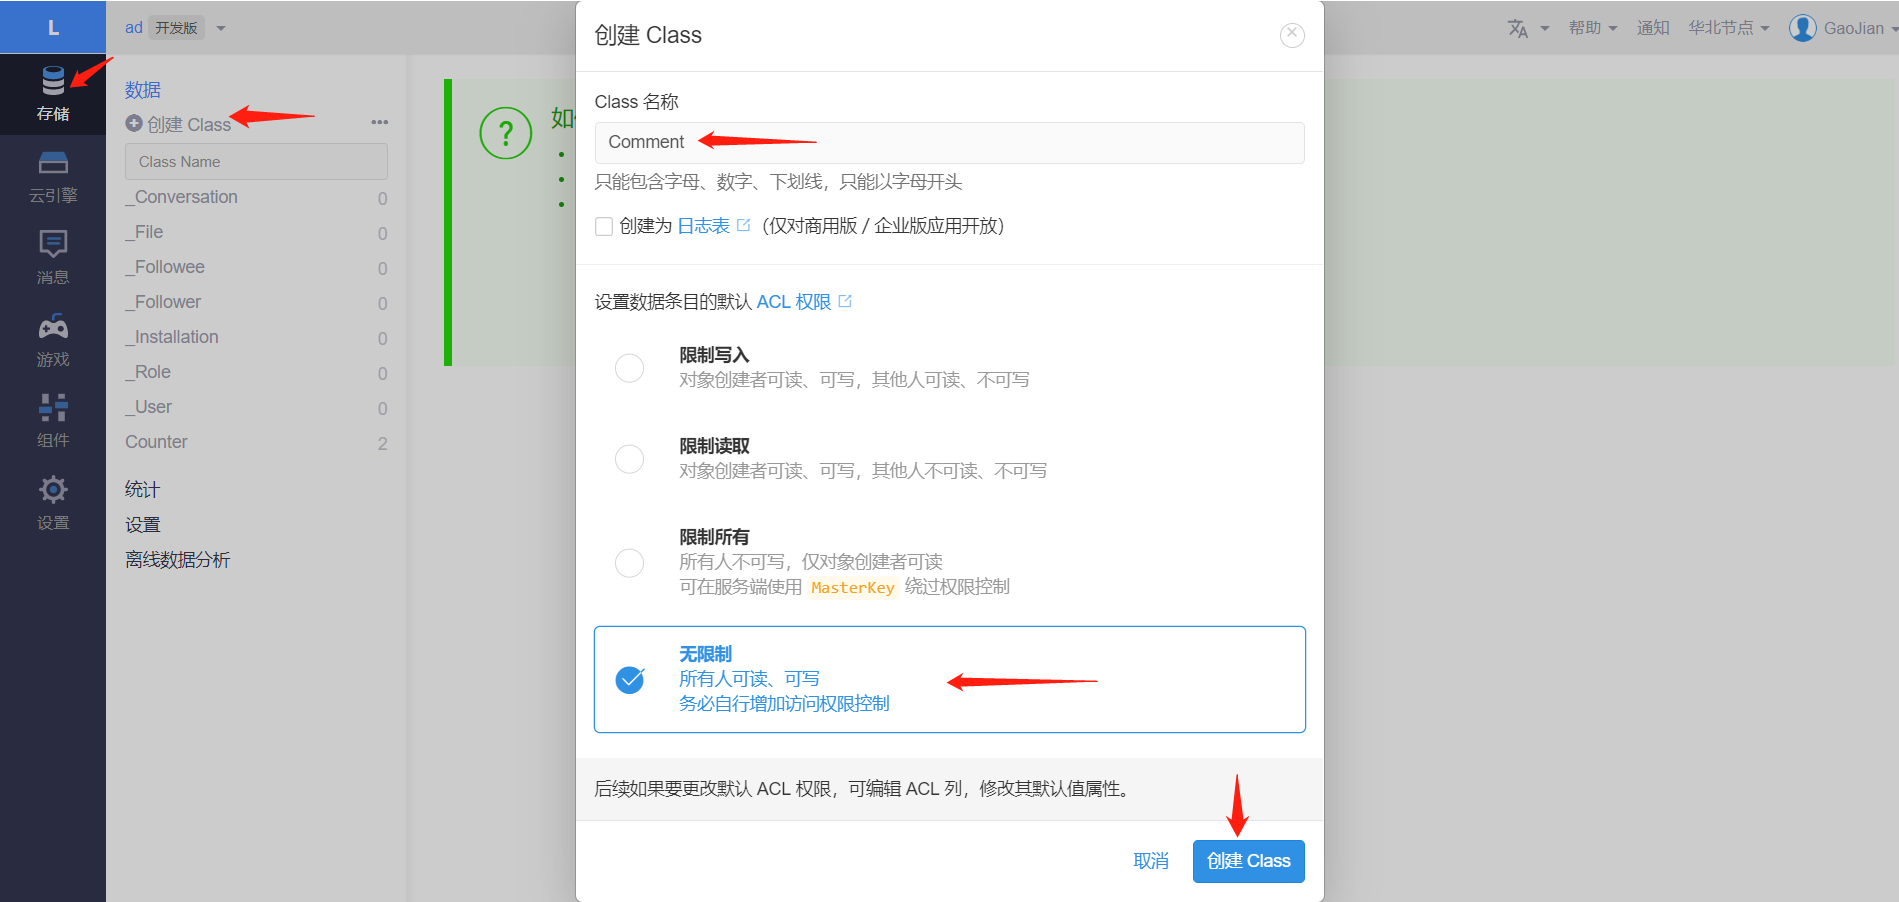 L
存储
云引擎
消息
游戏
组件
设置
ad 开发版
帮助 通知 华北节点 GaoJian
数据
创建 Class
Class Name
_Conversation 0
_File 0
_Followee 0
_Follower 0
_Installation 0
_Role 0
_User 0
Counter 2
统计
设置
离线数据分析
?
创建 Class
Class 名称
Comment
只能包含字母、数字、下划线，只能以字母开头
创建为 日志表 （仅对商用版 / 企业版应用开放）
设置数据条目的默认 ACL 权限
限制写入
对象创建者可读、可写，其他人可读、不可写
限制读取
对象创建者可读、可写，其他人不可读、不可写
限制所有
所有人不可写，仅对象创建者可读
可在服务端使用 MasterKey 绕过权限控制
无限制
所有人可读、可写
务必自行增加访问权限控制
后续如果要更改默认 ACL 权限，可编辑 ACL 列，修改其默认值属性。
取消 创建 Class